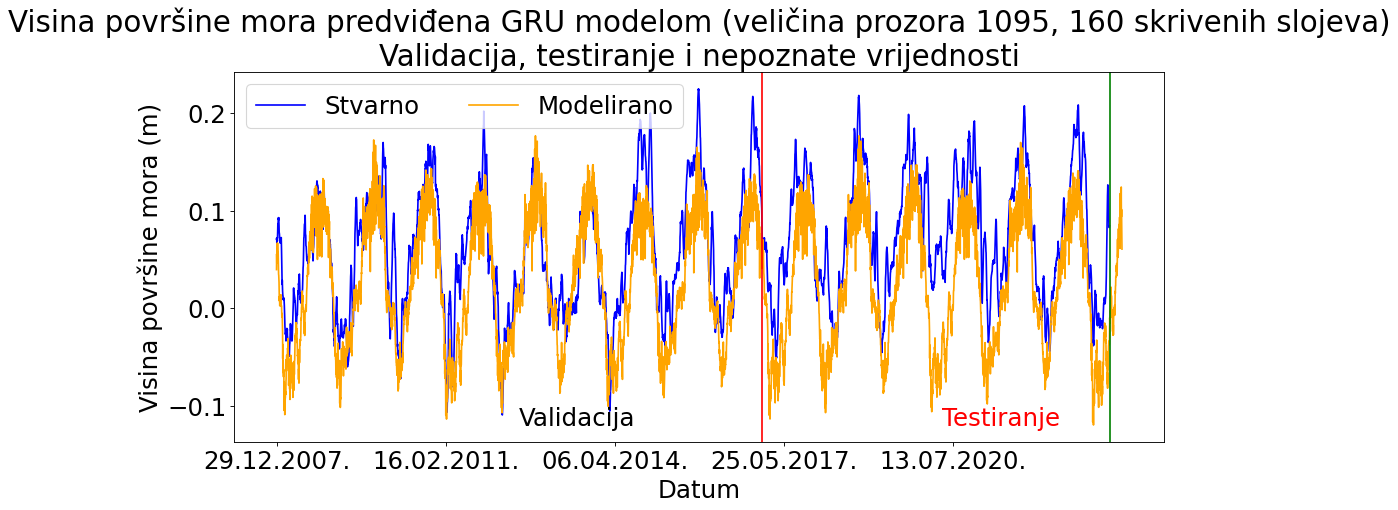 Visina površine mora predviđena GRU modelom (veličina prozora 1095, 160 skrivenih slojeva)
Validacija, testiranje i nepoznate vrijednosti
Stvarno
Modelirano
Visina površine mora (m)
0.2
0.1
0.0
−0.1
Validacija
Testiranje
29.12.2007.
16.02.2011.
06.04.2014.
25.05.2017.
13.07.2020.
Datum